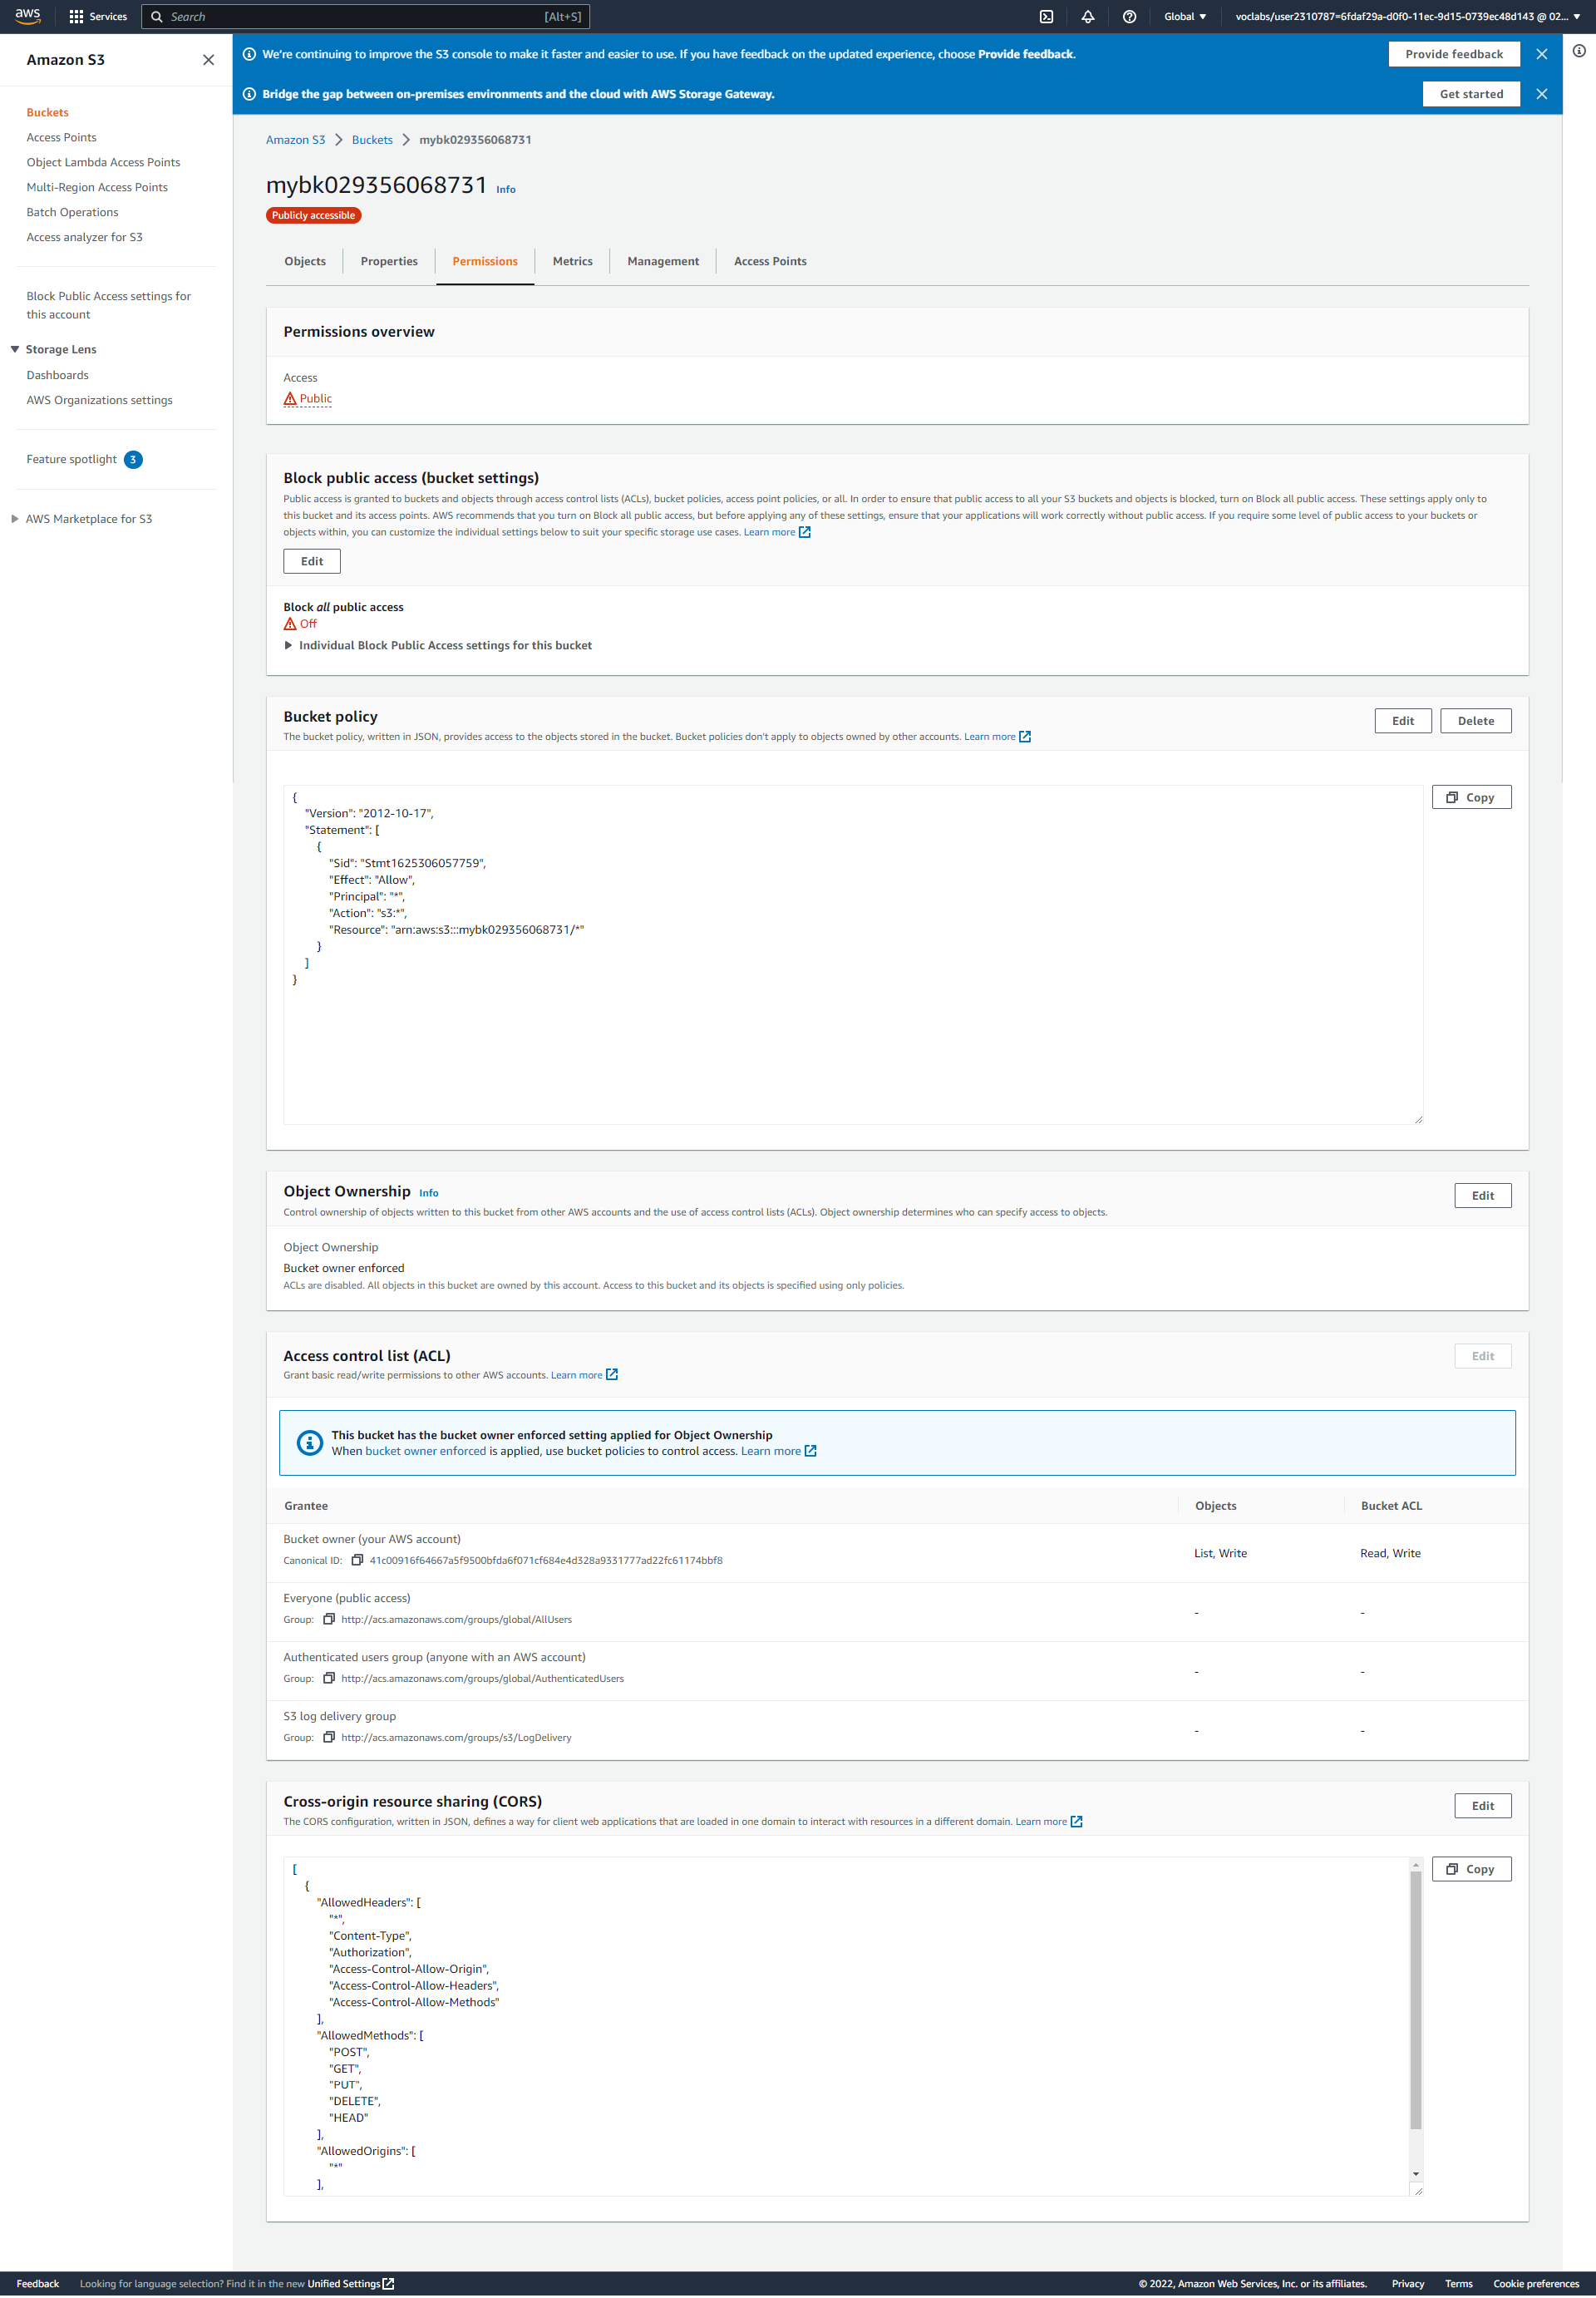 aws
Services
Search
[Alt+S]
Global
voclabs/user2310787=6fdaf29a-d0f0-11ec-9d15-0739ec48d143 @ 02...
Amazon S3
Buckets
Access Points
Object Lambda Access Points
Multi-Region Access Points
Batch Operations
Access analyzer for S3
Block Public Access settings for
this account
Storage Lens
Dashboards
AWS Organizations settings
Feature spotlight 3
AWS Marketplace for S3
We're continuing to improve the S3 console to make it faster and easier to use. If you have feedback on the updated experience, choose Provide feedback.
Provide feedback
Bridge the gap between on-premises environments and the cloud with AWS Storage Gateway.
Get started
Amazon S3 > Buckets > mybk029356068731
mybk029356068731 Info
Publicly accessible
Objects
Properties
Permissions
Metrics
Management
Access Points
Permissions overview
Access
Public
Block public access (bucket settings)
Public access is granted to buckets and objects through access control lists (ACLs), bucket policies, access point policies, or all. In order to ensure that public access to all your S3 buckets and objects is blocked, turn on Block all public access. These settings apply only to
this bucket and its access points. AWS recommends that you turn on Block all public access, but before applying any of these settings, ensure that your applications will work correctly without public access. If you require some level of public access to your buckets or
objects within, you can customize the individual settings below to suit your specific storage use cases. Learn more
Edit
Block all public access
Off
Individual Block Public Access settings for this bucket
Bucket policy
The bucket policy, written in JSON, provides access to the objects stored in the bucket. Bucket policies don't apply to objects owned by other accounts. Learn more
Edit
Delete
Copy
{
"Version": "2012-10-17",
"Statement": [
{
"Sid": "Stmt1625306057759",
"Effect": "Allow",
"Principal": "*",
"Action": "s3:*",
"Resource": "arn:aws:s3:::mybk029356068731/*"
}
]
}
Object Ownership Info
Control ownership of objects written to this bucket from other AWS accounts and the use of access control lists (ACLs). Object ownership determines who can specify access to objects.
Edit
Object Ownership
Bucket owner enforced
ACLs are disabled. All objects in this bucket are owned by this account. Access to this bucket and its objects is specified using only policies.
Access control list (ACL)
Grant basic read/write permissions to other AWS accounts. Learn more
Edit
This bucket has the bucket owner enforced setting applied for Object Ownership
When bucket owner enforced is applied, use bucket policies to control access. Learn more
Grantee
Objects
Bucket ACL
Bucket owner (your AWS account)
Canonical ID: 41c00916f64667a5f9500bfda6f071cf684e4d328a9331777ad22fc61174bbf8
List, Write
Read, Write
Everyone (public access)
Group: http://acs.amazonaws.com/groups/global/AllUsers
-
-
Authenticated users group (anyone with an AWS account)
Group: http://acs.amazonaws.com/groups/global/AuthenticatedUsers
-
-
S3 log delivery group
Group: http://acs.amazonaws.com/groups/s3/LogDelivery
-
-
Cross-origin resource sharing (CORS)
The CORS configuration, written in JSON, defines a way for client web applications that are loaded in one domain to interact with resources in a different domain. Learn more
Edit
Copy
[
{
"AllowedHeaders": [
"*",
"Content-Type",
"Authorization",
"Access-Control-Allow-Origin",
"Access-Control-Allow-Headers",
"Access-Control-Allow-Methods"
],
"AllowedMethods": [
"POST",
"GET",
"PUT",
"DELETE",
"HEAD"
],
"AllowedOrigins": [
"*"
],
Feedback
Looking for language selection? Find it in the new Unified Settings
© 2022, Amazon Web Services, Inc. or its affiliates.
Privacy
Terms
Cookie preferences